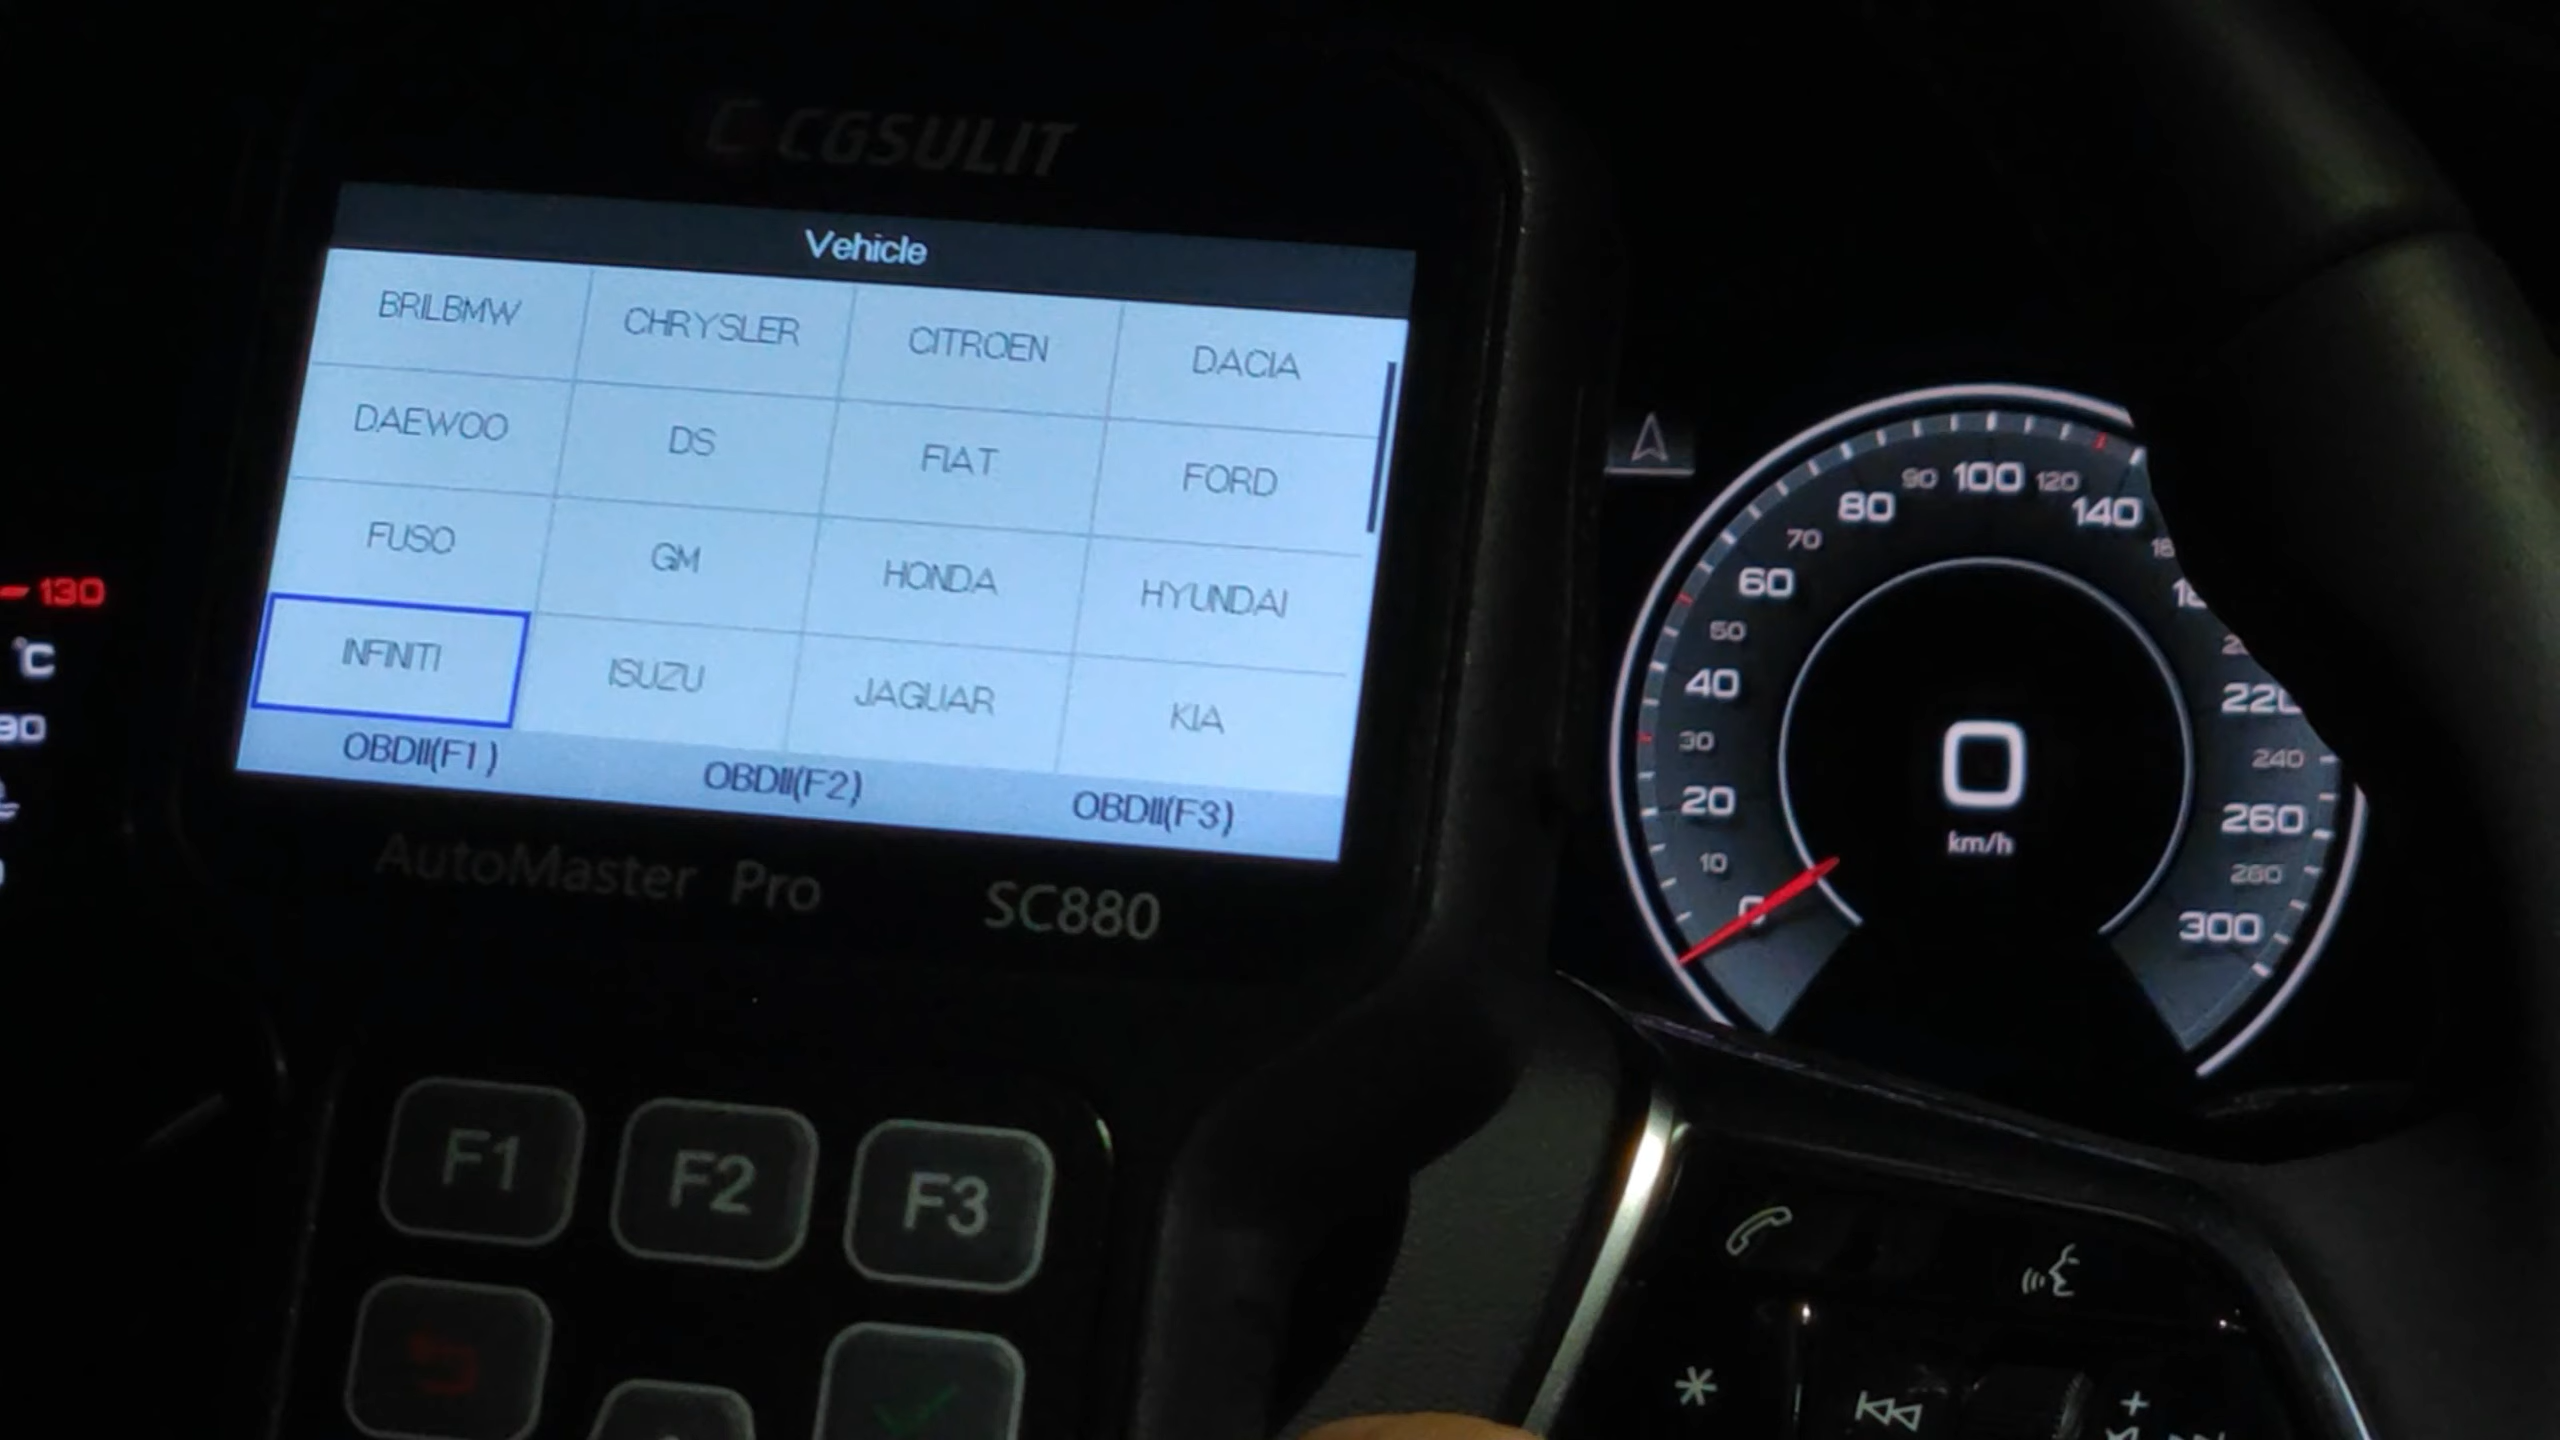 CGSULIT
Vehicle
BRILBMW CHRYSLER CITROEN DACIA
DAEWOO DS FIAT FORD
FUSO GM HONDA HYUNDAI
INFINITI ISUZU JAGUAR KIA
OBDII(F1) OBDII(F2) OBDII(F3)
AutoMaster Pro SC880
F1 F2 F3
130
°C
90
0 10 20 30 40 50 60 70 80 90 100 120 140
220 240 260 280 300
0
km/h